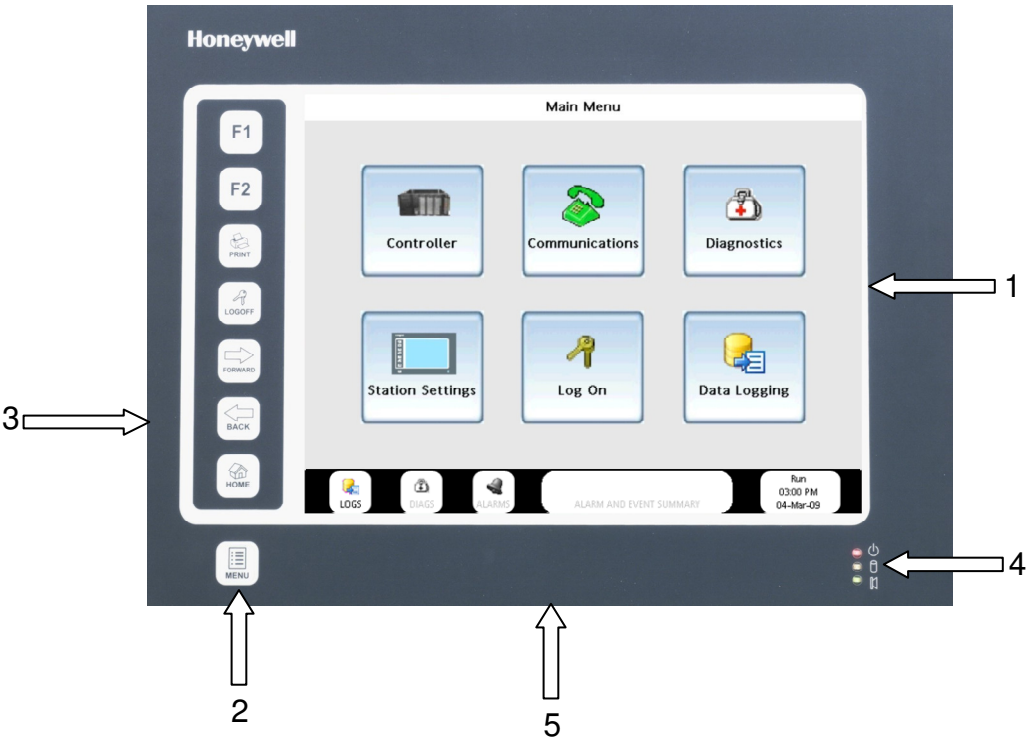 Honeywell
Main Menu
F1
F2
PRINT
LOGOFF
FORWARD
BACK
HOME
MENU
Controller
Communications
Diagnostics
Station Settings
Log On
Data Logging
LOGS
DIAGS
ALARMS
ALARM AND EVENT SUMMARY
Run
03:00 PM
04-Mar-09
1
2
3
4
5